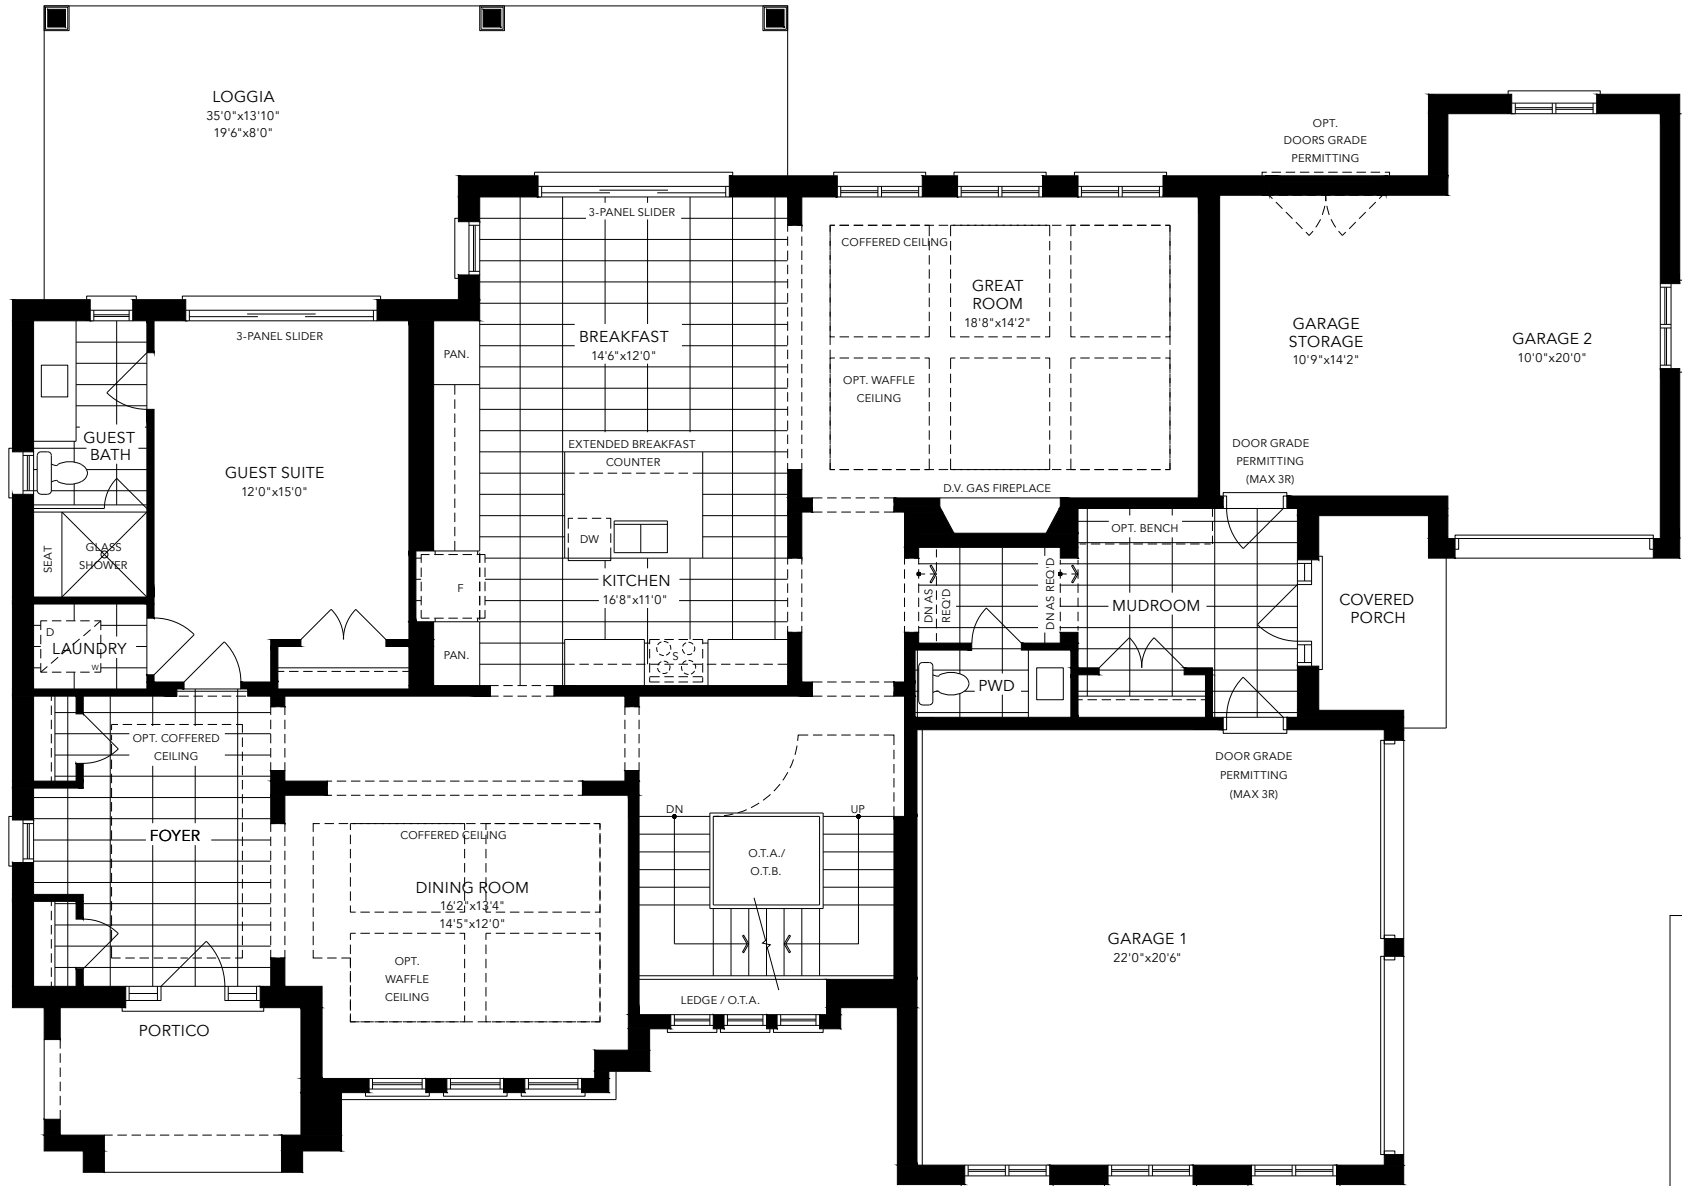 LOGGIA
35'0"x13'10"
19'6"x8'0"
OPT.
DOORS GRADE
PERMITTING
3-PANEL SLIDER
COFFERED CEILING
GREAT
ROOM
18'8"x14'2"
OPT. WAFFLE
CEILING
D.V. GAS FIREPLACE
GARAGE
STORAGE
10'9"x14'2"
GARAGE 2
10'0"x20'0"
3-PANEL SLIDER
BREAKFAST
14'6"x12'0"
PAN.
GUEST
BATH
GUEST SUITE
12'0"x15'0"
EXTENDED BREAKFAST
COUNTER
DOOR GRADE
PERMITTING
(MAX 3R)
OPT. BENCH
DW
SEAT
GLASS
SHOWER
F
KITCHEN
16'8"x11'0"
DN AS
REQ'D
DN AS REQ'D
MUDROOM
COVERED
PORCH
D
LAUNDRY
W
PAN.
S
PWD
OPT. COFFERED
CEILING
DOOR GRADE
PERMITTING
(MAX 3R)
DN
UP
FOYER
COFFERED CEILING
O.T.A./
O.T.B.
DINING ROOM
16'2"x13'4"
14'5"x12'0"
GARAGE 1
22'0"x20'6"
OPT.
WAFFLE
CEILING
LEDGE / O.T.A.
PORTICO